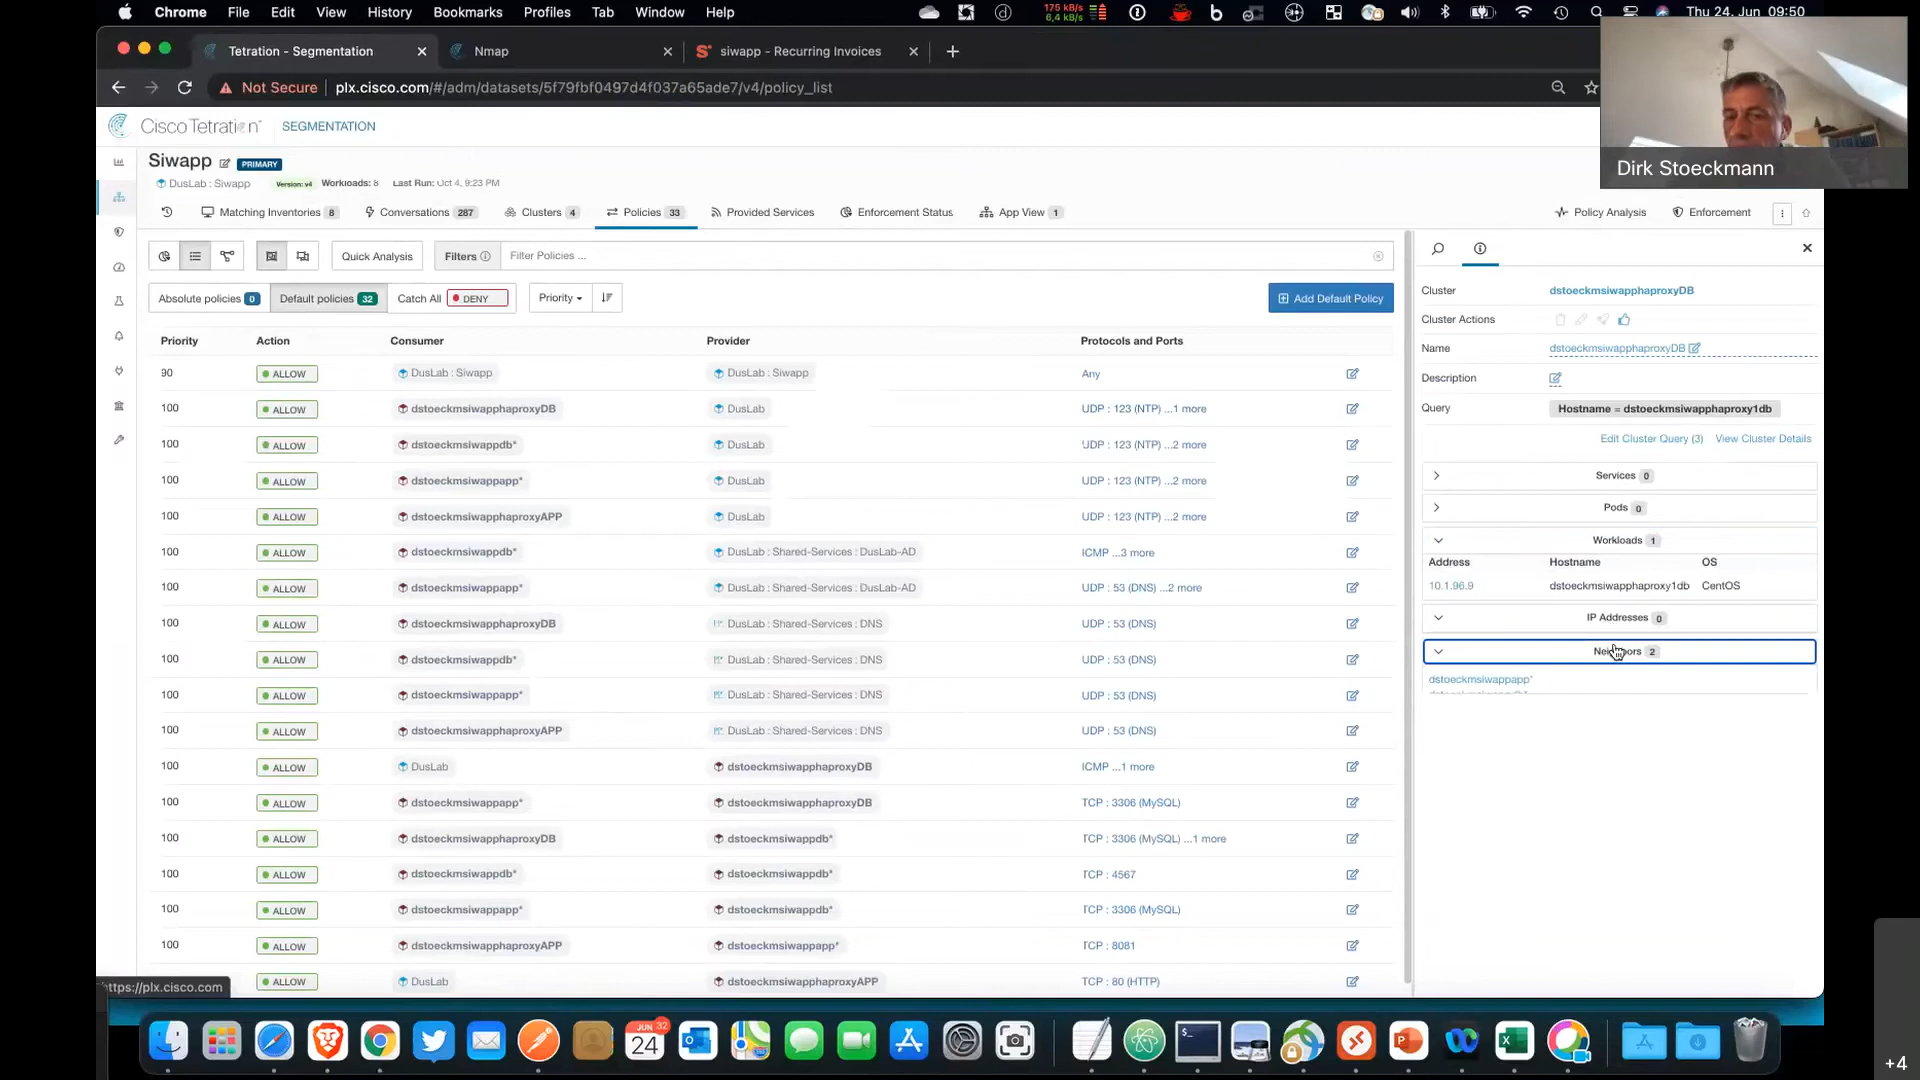 Chrome File Edit View History Bookmarks Profiles Tab Window Help
175 kB/s
6,4 kB/s
Thu 24. Jun 09:50
Tetration - Segmentation
Nmap
siwapp - Recurring Invoices
Not Secure
plx.cisco.com/#/adm/datasets/5f79fbf0497d4f037a65ade7/v4/policy_list
Dirk Stoeckmann
Cisco Tetration
SEGMENTATION
Siwapp PRIMARY
DusLab : Siwapp Version: v4 Workloads: 8 Last Run: Oct 4, 9:23 PM
Matching Inventories 8 Conversations 287 Clusters 4 Policies 33 Provided Services Enforcement Status App View 1 Policy Analysis Enforcement
Quick Analysis Filters Filter Policies ...
Absolute policies 0 Default policies 32 Catch All DENY Priority Add Default Policy
Priority Action Consumer Provider Protocols and Ports
90 ALLOW DusLab : Siwapp DusLab : Siwapp Any
100 ALLOW dstoeckmsiwapphaproxyDB DusLab UDP : 123 (NTP) ...1 more
100 ALLOW dstoeckmsiwappdb* DusLab UDP : 123 (NTP) ...2 more
100 ALLOW dstoeckmsiwappapp* DusLab UDP : 123 (NTP) ...2 more
100 ALLOW dstoeckmsiwapphaproxyAPP DusLab UDP : 123 (NTP) ...2 more
100 ALLOW dstoeckmsiwappdb* DusLab : Shared-Services : DusLab-AD ICMP ...3 more
100 ALLOW dstoeckmsiwappapp* DusLab : Shared-Services : DusLab-AD UDP : 53 (DNS) ...2 more
100 ALLOW dstoeckmsiwapphaproxyDB DusLab : Shared-Services : DNS UDP : 53 (DNS)
100 ALLOW dstoeckmsiwappdb* DusLab : Shared-Services : DNS UDP : 53 (DNS)
100 ALLOW dstoeckmsiwappapp* DusLab : Shared-Services : DNS UDP : 53 (DNS)
100 ALLOW dstoeckmsiwapphaproxyAPP DusLab : Shared-Services : DNS UDP : 53 (DNS)
100 ALLOW DusLab dstoeckmsiwapphaproxyDB ICMP ...1 more
100 ALLOW dstoeckmsiwappapp* dstoeckmsiwapphaproxyDB TCP : 3306 (MySQL)
100 ALLOW dstoeckmsiwapphaproxyDB dstoeckmsiwappdb* TCP : 3306 (MySQL) ...1 more
100 ALLOW dstoeckmsiwappdb* dstoeckmsiwappdb* TCP : 4567
100 ALLOW dstoeckmsiwappapp* dstoeckmsiwappdb* TCP : 3306 (MySQL)
100 ALLOW dstoeckmsiwapphaproxyAPP dstoeckmsiwappapp* TCP : 8081
100 ALLOW DusLab dstoeckmsiwapphaproxyAPP TCP : 80 (HTTP)
Cluster dstoeckmsiwapphaproxyDB
Cluster Actions
Name dstoeckmsiwapphaproxyDB
Description
Query Hostname = dstoeckmsiwapphaproxy1db
Edit Cluster Query (3) View Cluster Details
Services 0
Pods 0
Workloads 1
Address Hostname OS
10.1.96.9 dstoeckmsiwapphaproxy1db CentOS
IP Addresses 0
2
dstoeckmsiwappapp*
https://plx.cisco.com
JUN 32
24
+4